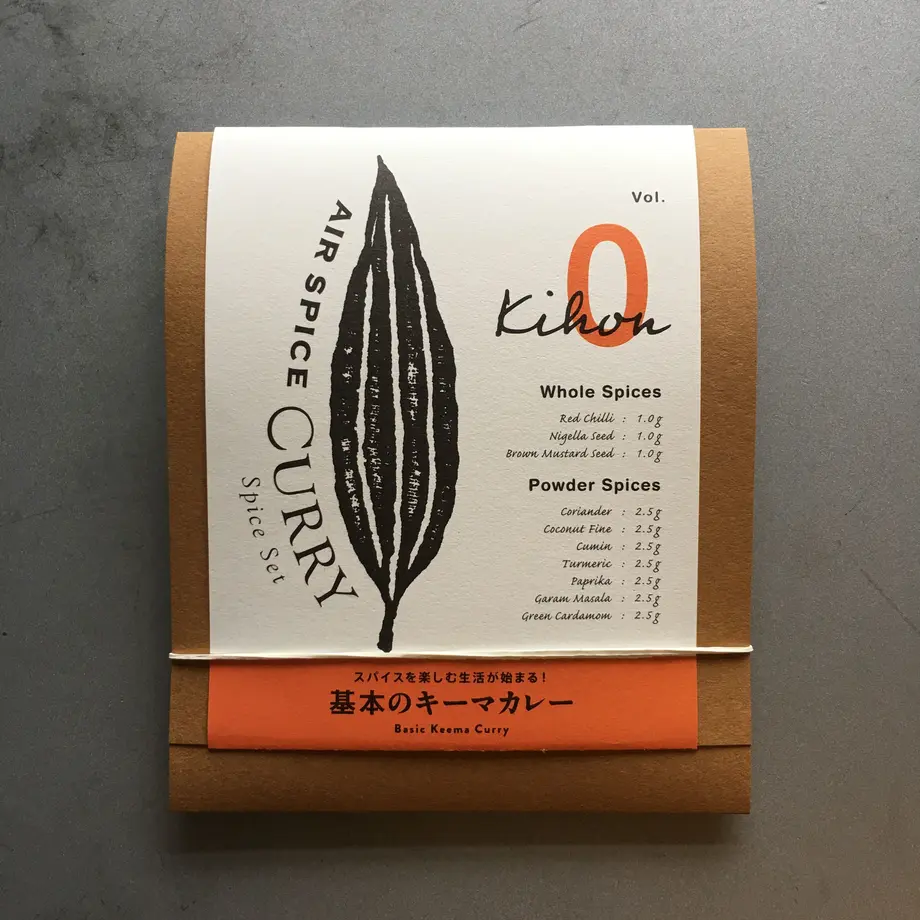 AIR SPICE
CURRY
Spice Set
Vol.
0
Kihon
Whole Spices
Red Chilli : 1.0g
Nigella Seed : 1.0g
Brown Mustard Seed : 1.0g
Powder Spices
Coriander : 2.5g
Coconut Fine : 2.5g
Cumin : 2.5g
Turmeric : 2.5g
Paprika : 2.5g
Garam Masala : 2.5g
Green Cardamom : 2.5g
スパイスを楽しむ生活が始まる！
基本のキーマカレー
Basic Keema Curry